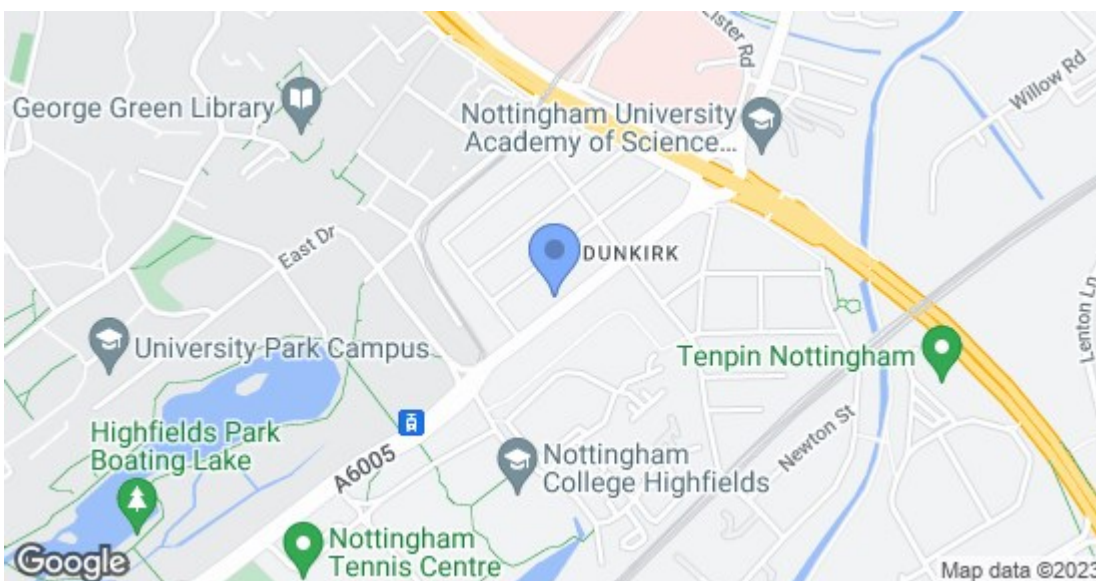 Lister Rd
Willow Rd
George Green Library
Nottingham University
Academy of Science...
East Dr
DUNKIRK
Lenton Ln
University Park Campus
Tenpin Nottingham
Highfields Park
Boating Lake
A6005
Newton St
Nottingham
College Highfields
Nottingham
Tennis Centre
Google
Map data ©2023